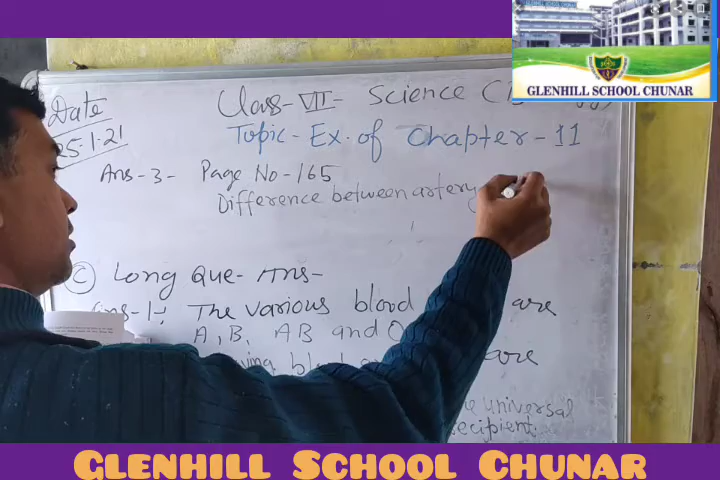 GLENHILL SCHOOL CHUNAR
Date
25.1.21
Class-VII- Science
Topic - Ex. of Chapter-11
Ans-3- Page No-165
Difference between artery
(C) Long Que- Ans-
Ans-1-: The various blood are
A, B, AB and O
blood are
universal
recipient.
GLENHILL SCHOOL CHUNAR